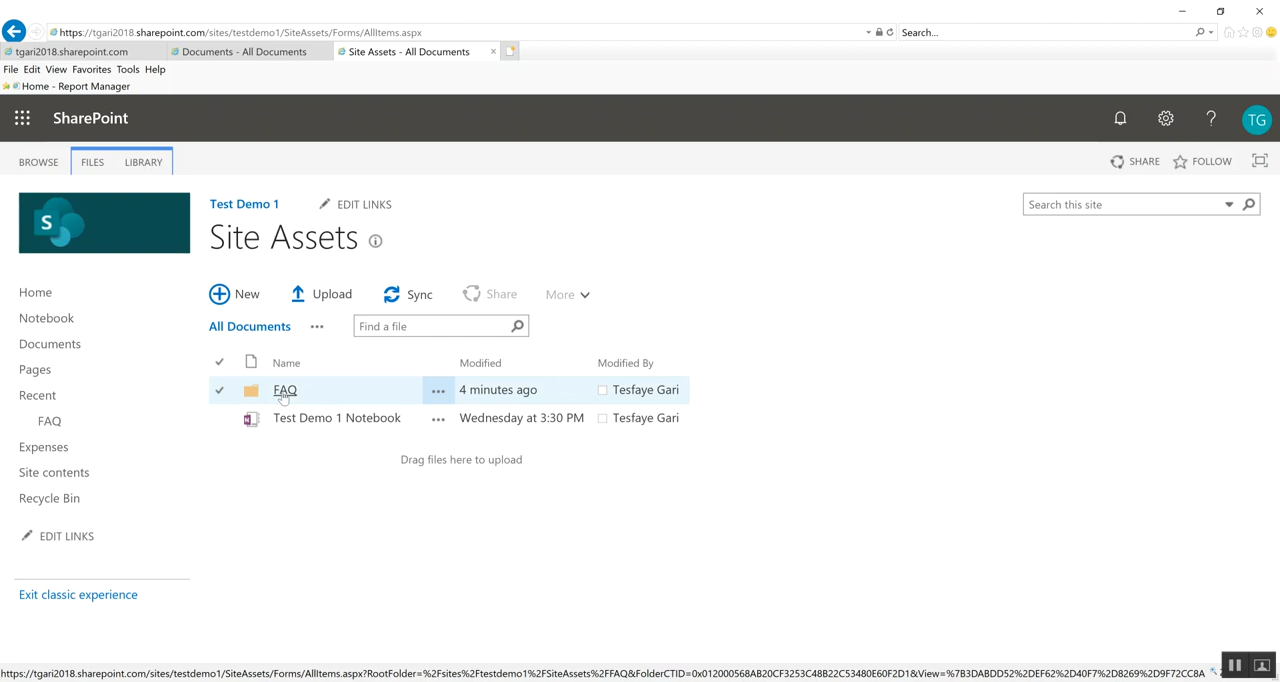 https://tgari2018.sharepoint.com/sites/testdemo1/SiteAssets/Forms/AllItems.aspx
Search...
tgari2018.sharepoint.com
Documents - All Documents
Site Assets - All Documents
File Edit View Favorites Tools Help
Home - Report Manager
SharePoint
TG
BROWSE
FILES
LIBRARY
SHARE
FOLLOW
S
Test Demo 1
EDIT LINKS
Search this site
Site Assets
Home
Notebook
Documents
Pages
Recent
FAQ
Expenses
Site contents
Recycle Bin
EDIT LINKS
Exit classic experience
New
Upload
Sync
Share
More
All Documents
Find a file
Name
Modified
Modified By
FAQ
4 minutes ago
Tesfaye Gari
Test Demo 1 Notebook
Wednesday at 3:30 PM
Tesfaye Gari
Drag files here to upload
https://tgari2018.sharepoint.com/sites/testdemo1/SiteAssets/Forms/AllItems.aspx?RootFolder=%2Fsites%2Ftestdemo1%2FSiteAssets%2FFAQ&FolderCTID=0x012000568AB20CF3253C48B22C53480E60F2D1&View=%7B3DABDD52%2DEF62%2D40F7%2D8269%2D9F72CC8A